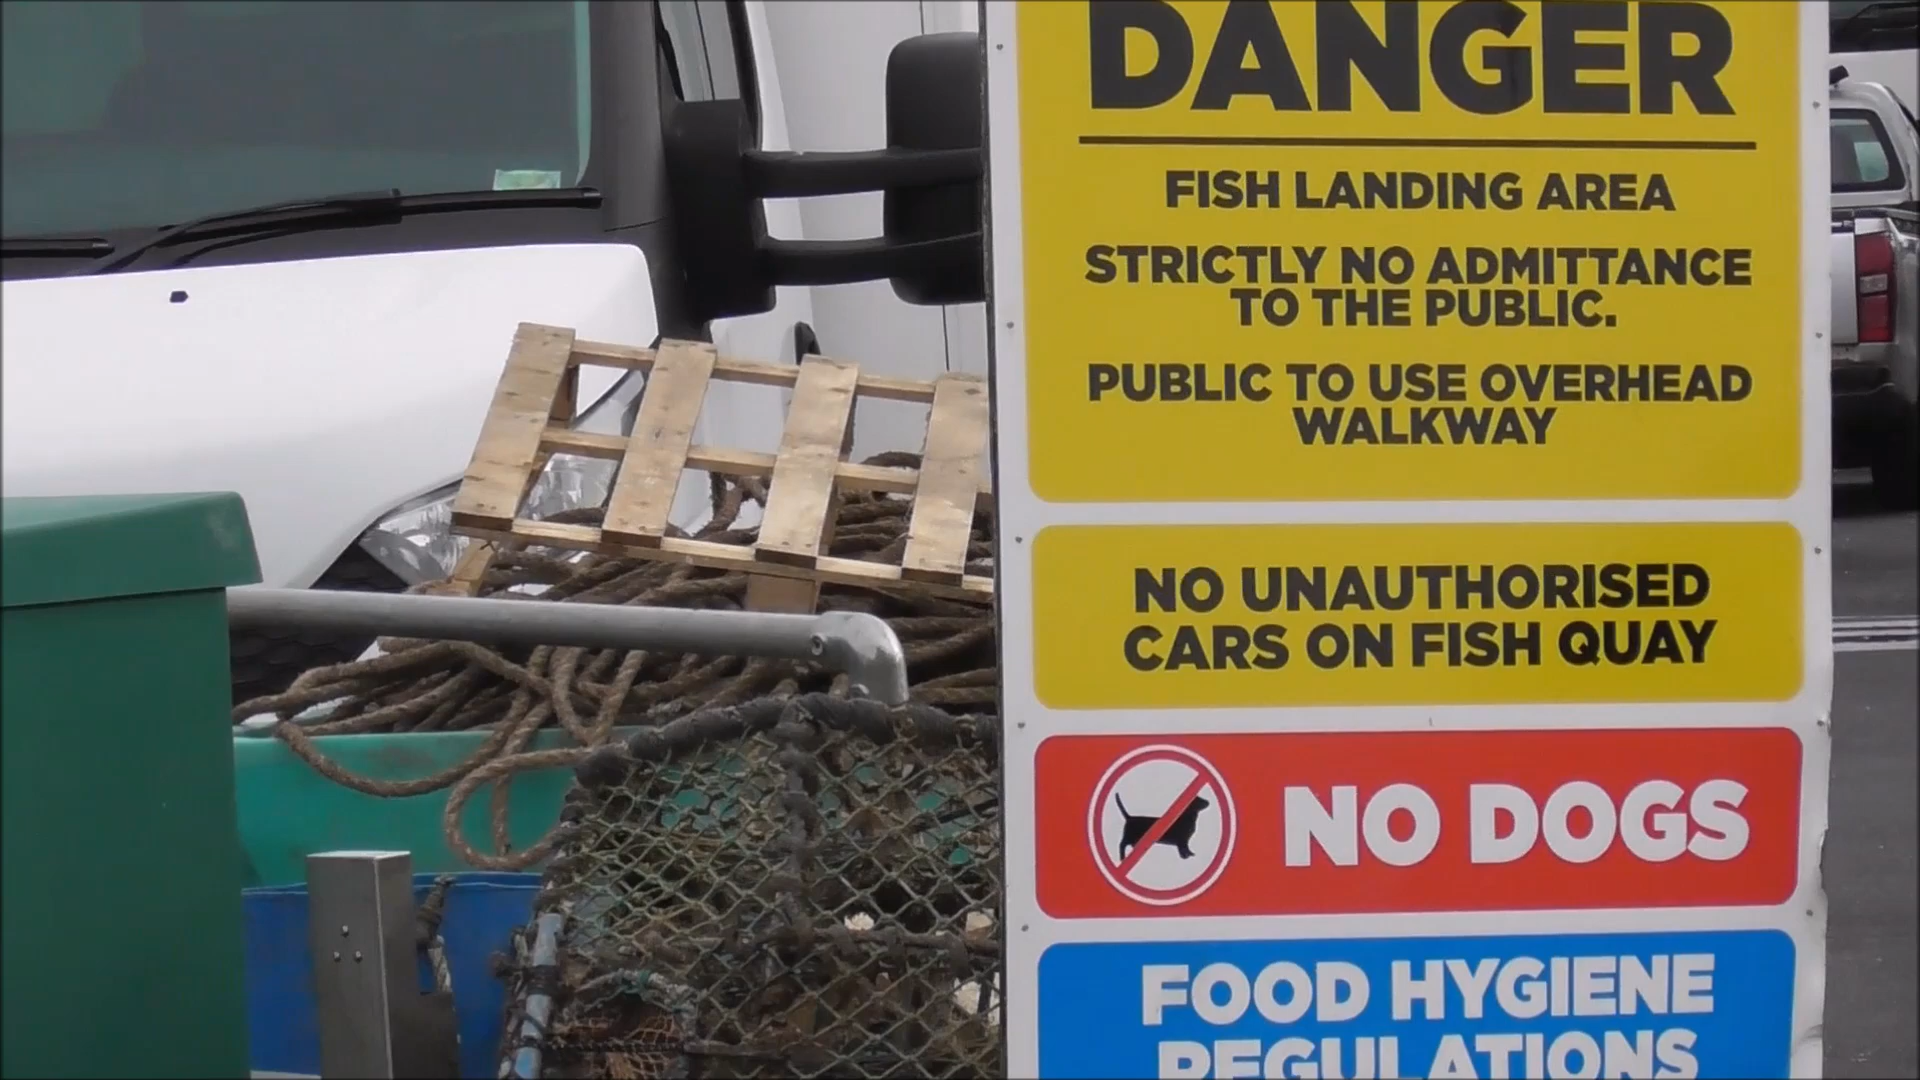 DANGER
FISH LANDING AREA
STRICTLY NO ADMITTANCE
TO THE PUBLIC.
PUBLIC TO USE OVERHEAD
WALKWAY
NO UNAUTHORISED
CARS ON FISH QUAY
NO DOGS
FOOD HYGIENE
REGULATIONS